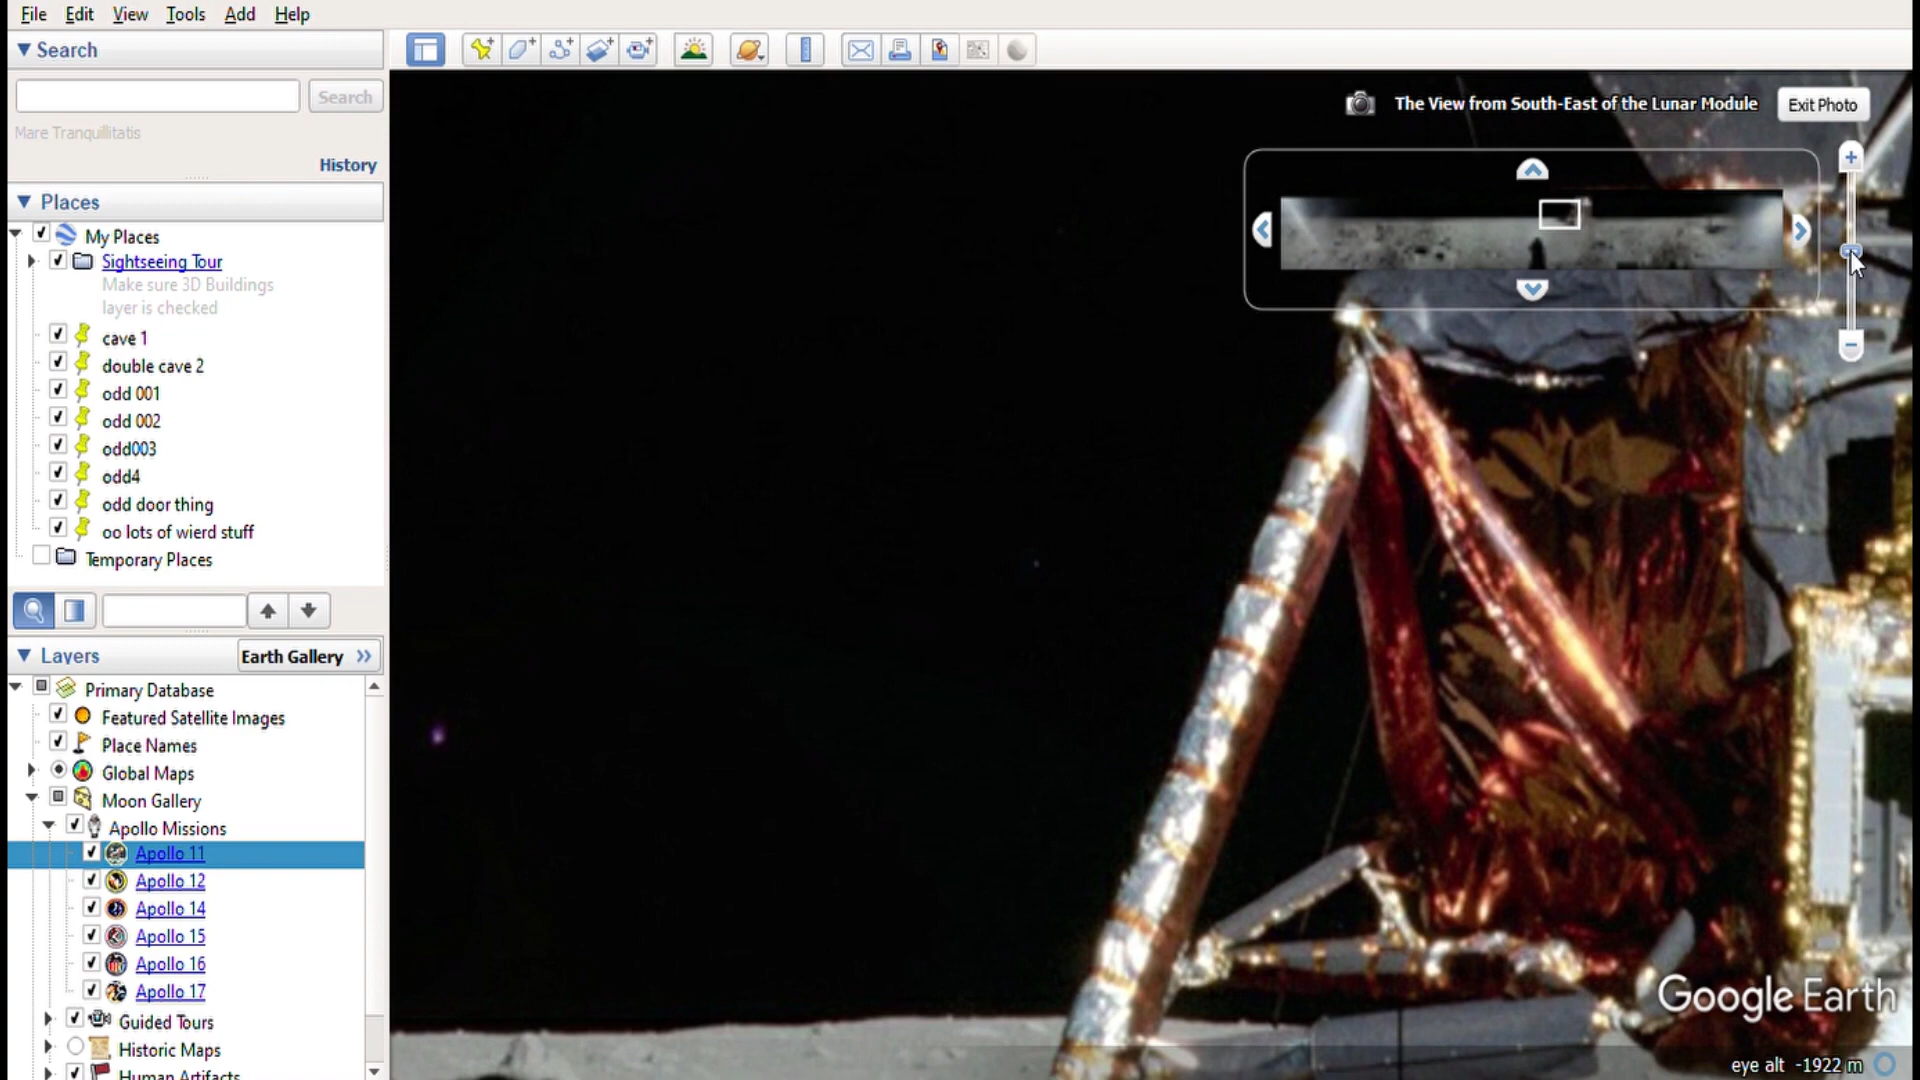 File Edit View Tools Add Help
Search
Search
Mare Tranquillitatis
History
Places
My Places
Sightseeing Tour
Make sure 3D Buildings
layer is checked
cave 1
double cave 2
odd 001
odd 002
odd003
odd4
odd door thing
oo lots of wierd stuff
Temporary Places
Layers
Earth Gallery
Primary Database
Featured Satellite Images
Place Names
Global Maps
Moon Gallery
Apollo Missions
Apollo 11
Apollo 12
Apollo 14
Apollo 15
Apollo 16
Apollo 17
Guided Tours
Historic Maps
Human Artifacts
The View from South-East of the Lunar Module
Exit Photo
Google Earth
eye alt -1922 m